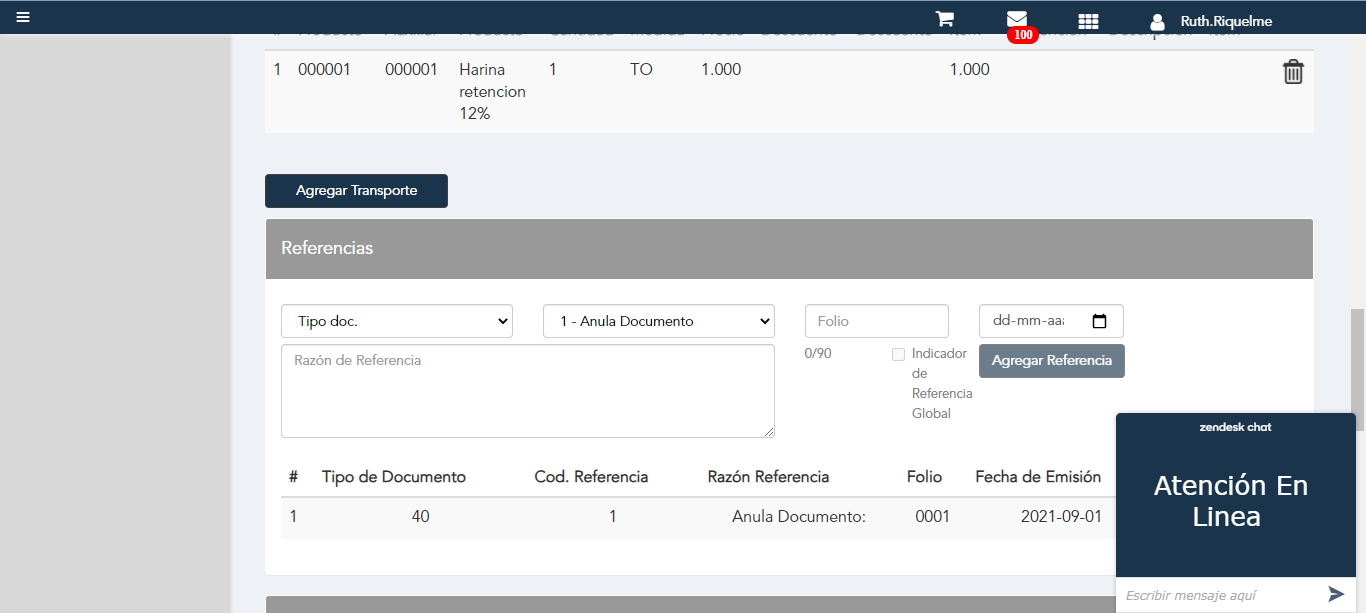 Ruth.Riquelme
100
1 000001 000001 Harina 1 TO 1.000 1.000
retencion
12%
Agregar Transporte
Referencias
Tipo doc. 1 - Anula Documento Folio dd-mm-aa
Razón de Referencia 0/90 Indicador Agregar Referencia
de
Referencia
Global
zendesk chat
Atención En
Linea
# Tipo de Documento Cod. Referencia Razón Referencia Folio Fecha de Emisión
1 40 1 Anula Documento: 0001 2021-09-01
Escribir mensaje aquí